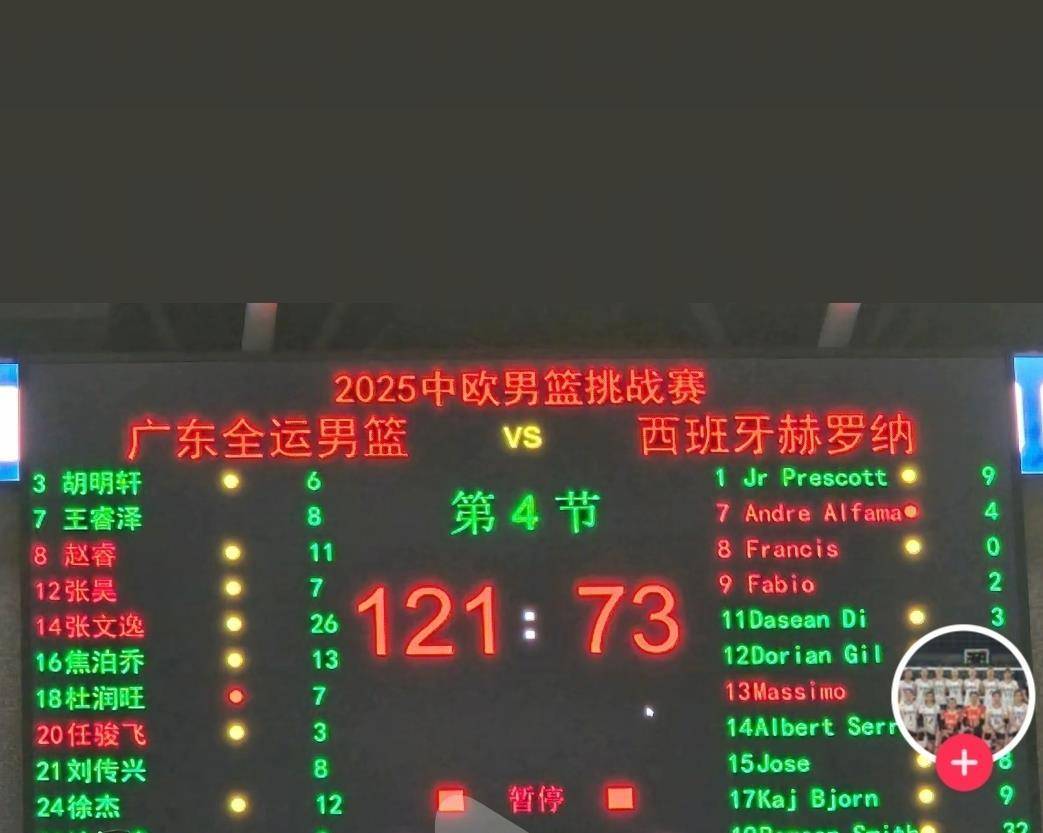 2025中欧男篮挑战赛
广东全运男篮 VS 西班牙赫罗纳
第4节
121:73
3 胡明轩 6
7 王睿泽 8
8 赵睿 11
12张昊 7
14张文逸 26
16焦泊乔 13
18杜润旺 7
20任骏飞 3
21刘传兴 8
24徐杰 12
1 Jr Prescott 9
7 Andre Alfama 4
8 Francis 0
9 Fabio 2
11Dasean Di 3
12Dorian Gil
13Massimo
14Albert Serr
15Jose 8
17Kaj Bjorn 9
暂停